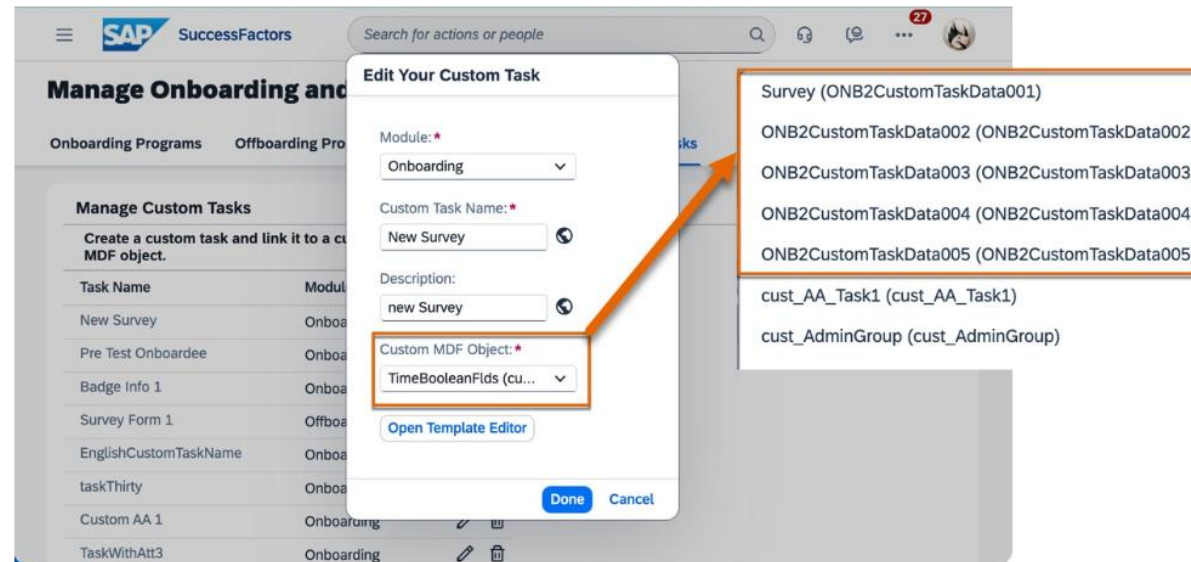 SAP SuccessFactors
Search for actions or people
27
Manage Onboarding and
Onboarding Programs Offboarding Pro
ks
Manage Custom Tasks
Create a custom task and link it to a cu
MDF object.
Task Name Modul
New Survey Onboa
Pre Test Onboardee Onboa
Badge Info 1 Onboa
Survey Form 1 Offboa
EnglishCustomTaskName Onboa
taskThirty Onboa
Custom AA 1 Onboarding
TaskWithAtt3 Onboarding
Edit Your Custom Task
Module:*
Onboarding
Custom Task Name:*
New Survey
Description:
new Survey
Custom MDF Object:*
TimeBooleanFlds (cu...
Open Template Editor
Done Cancel
Survey (ONB2CustomTaskData001)
ONB2CustomTaskData002 (ONB2CustomTaskData002
ONB2CustomTaskData003 (ONB2CustomTaskData003
ONB2CustomTaskData004 (ONB2CustomTaskData004
ONB2CustomTaskData005 (ONB2CustomTaskData005
cust_AA_Task1 (cust_AA_Task1)
cust_AdminGroup (cust_AdminGroup)